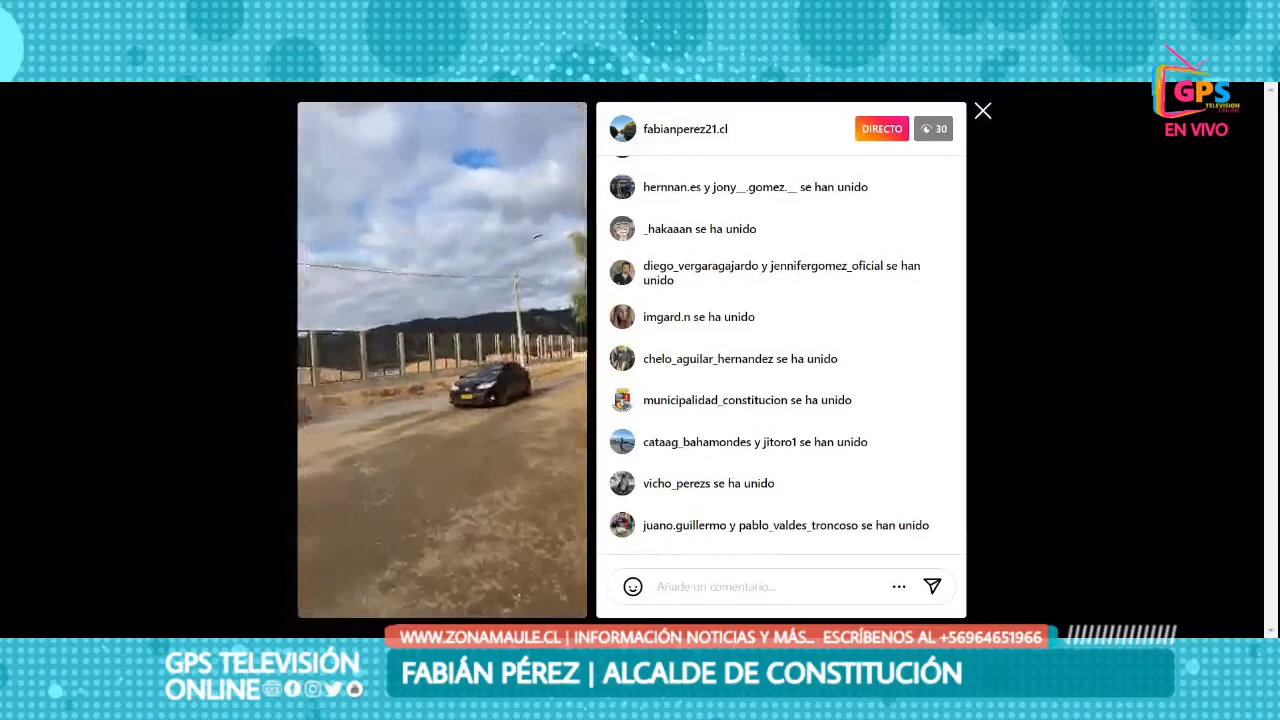 GPS
TELEVISIÓN
ONLINE
EN VIVO
fabianperez21.cl
DIRECTO
30
hernnan.es y jony__.gomez.__ se han unido
_hakaaan se ha unido
diego_vergaragajardo y jennifergomez_oficial se han
unido
imgard.n se ha unido
chelo_aguilar_hernandez se ha unido
municipalidad_constitucion se ha unido
cataag_bahamondes y jitoro1 se han unido
vicho_perezs se ha unido
juano.guillermo y pablo_valdes_troncoso se han unido
Añade un comentario...
WWW.ZONAMAULE.CL | INFORMACIÓN NOTICIAS Y MÁS... ESCRÍBENOS AL +56964651966
GPS TELEVISIÓN
ONLINE
FABIÁN PÉREZ | ALCALDE DE CONSTITUCIÓN